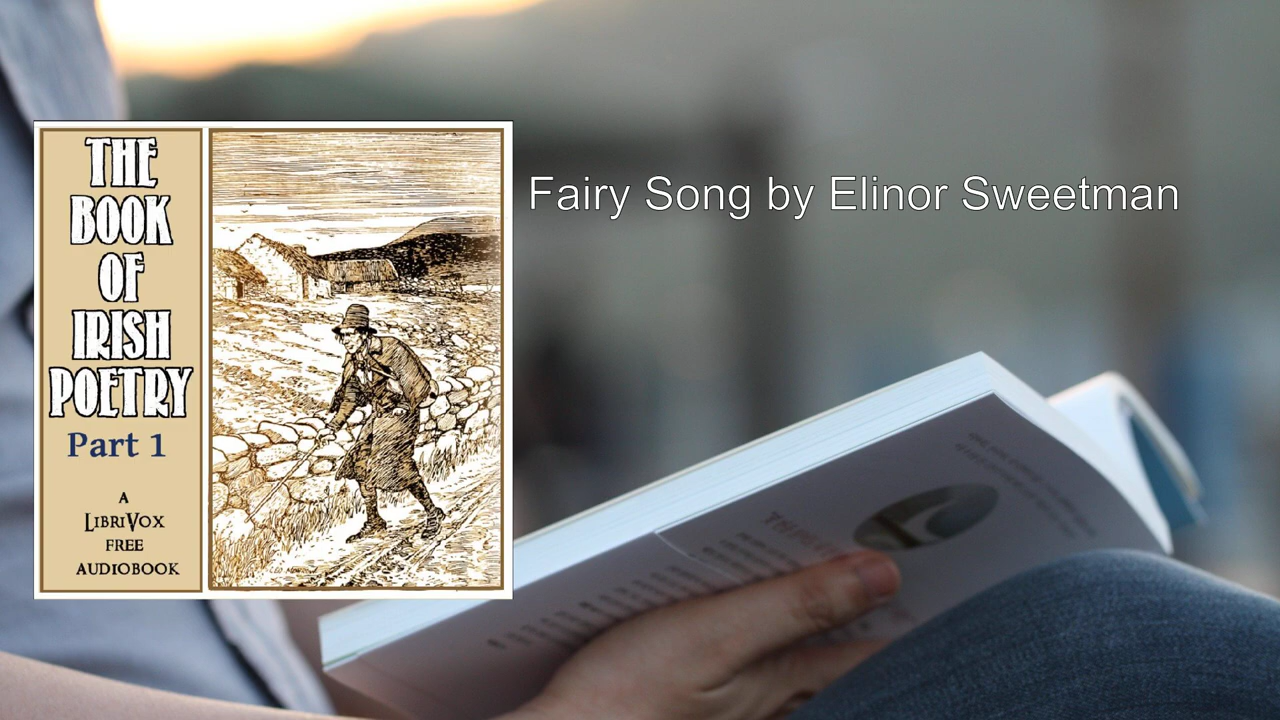 THE
BOOK
OF
IRISH
POETRY
Part 1
A
LIBRIVOX
FREE
AUDIOBOOK
Fairy Song by Elinor Sweetman